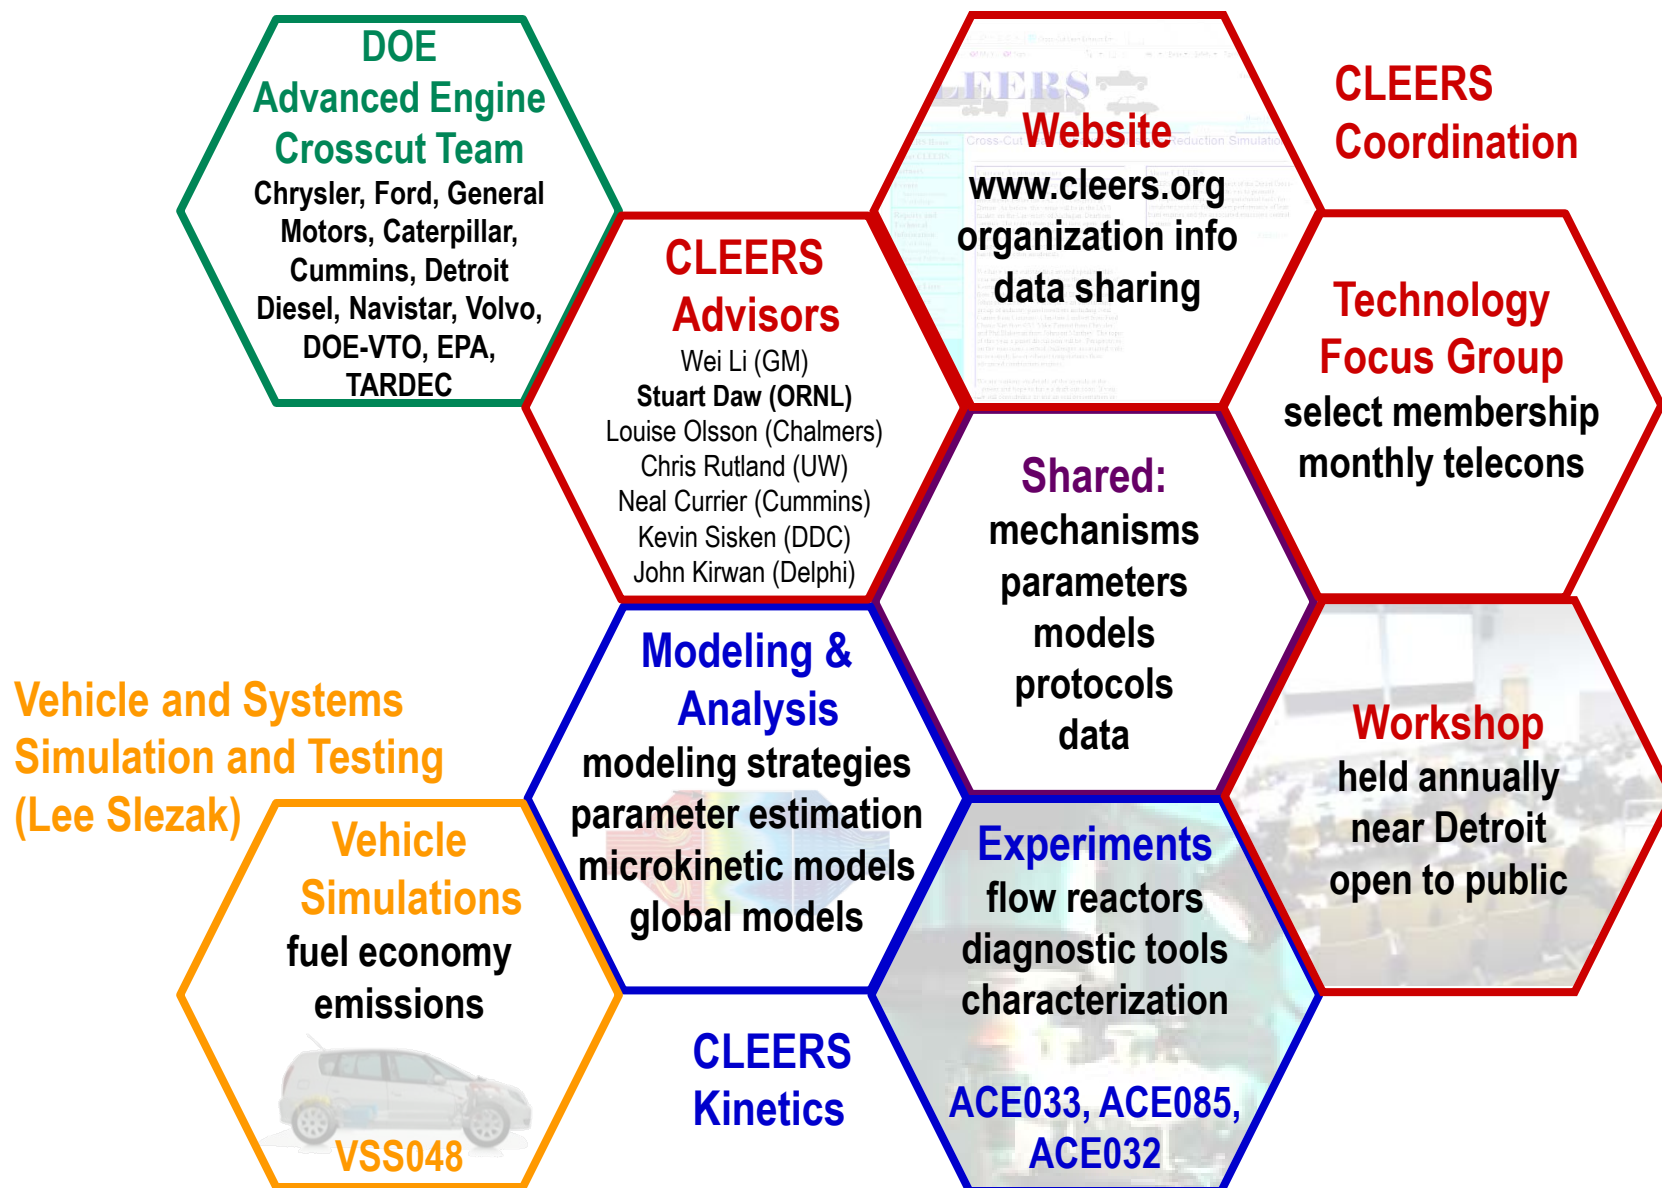 DOE
Advanced Engine
Crosscut Team
Chrysler, Ford, General
Motors, Caterpillar,
Cummins, Detroit
Diesel, Navistar, Volvo,
DOE-VTO, EPA,
TARDEC
CLEERS
Advisors
Wei Li (GM)
Stuart Daw (ORNL)
Louise Olsson (Chalmers)
Chris Rutland (UW)
Neal Currier (Cummins)
Kevin Sisken (DDC)
John Kirwan (Delphi)
EERS
Cross-Cut
eduction Simulatio
Website
www.cleers.org
organization info
data sharing
CLEERS
Coordination
Technology
Focus Group
select membership
monthly telecons
Shared:
mechanisms
parameters
models
protocols
data
Workshop
held annually
near Detroit
open to public
Modeling &
Analysis
modeling strategies
parameter estimation
microkinetic models
global models
Experiments
flow reactors
diagnostic tools
characterization
ACE033, ACE085,
ACE032
CLEERS
Kinetics
Vehicle and Systems
Simulation and Testing
(Lee Slezak)
Vehicle
Simulations
fuel economy
emissions
VSS048